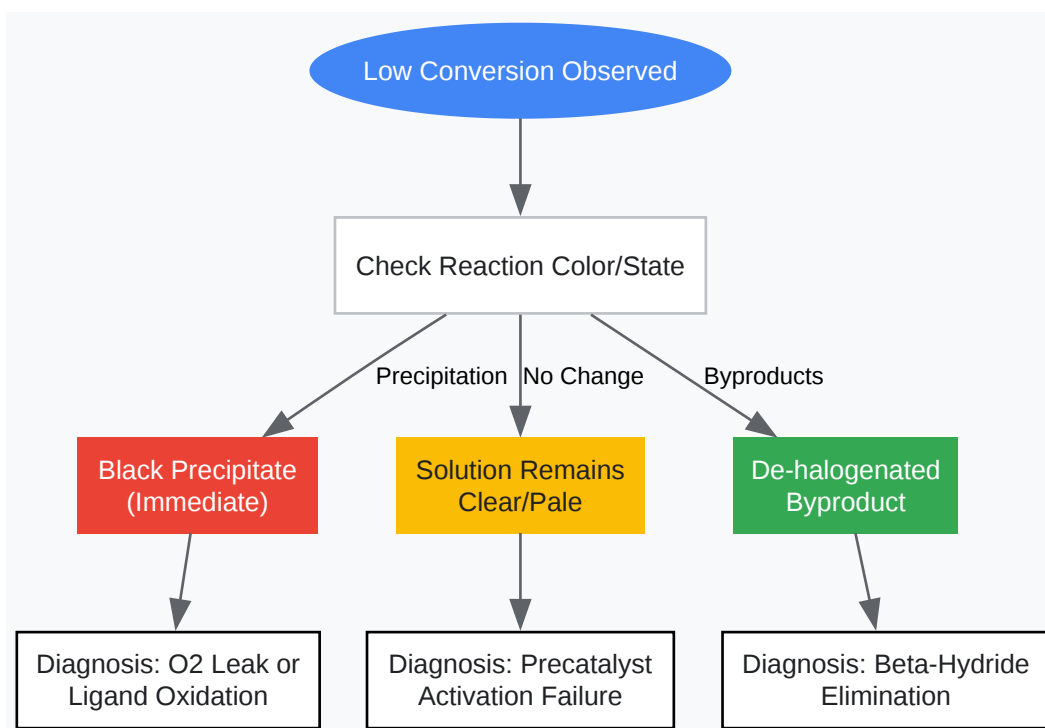 Low Conversion Observed
Check Reaction Color/State
Precipitation
No Change
Byproducts
Black Precipitate
(Immediate)
Solution Remains
Clear/Pale
De-halogenated
Byproduct
Diagnosis: O2 Leak or
Ligand Oxidation
Diagnosis: Precatalyst
Activation Failure
Diagnosis: Beta-Hydride
Elimination